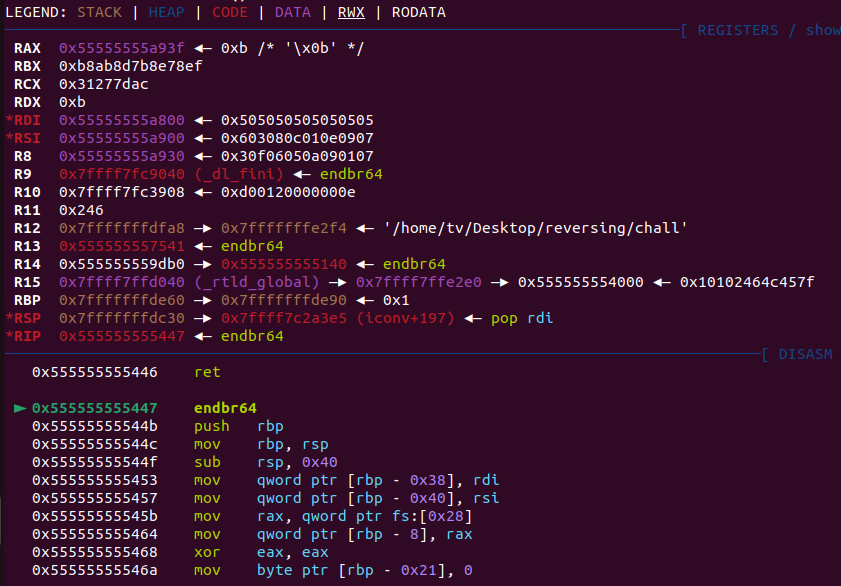 LEGEND: STACK | HEAP | CODE | DATA | RWX | RODATA
[ REGISTERS / show
RAX 0x55555555a93f ◂— 0xb /* '\x0b' */
RBX 0xb8ab8d7b8e78ef
RCX 0x31277dac
RDX 0xb
*RDI 0x55555555a800 ◂— 0x505050505050505
*RSI 0x55555555a900 ◂— 0x603080c010e0907
R8 0x55555555a930 ◂— 0x30f06050a090107
R9 0x7ffff7fc9040 (_dl_fini) ◂— endbr64
R10 0x7ffff7fc3908 ◂— 0xd00120000000e
R11 0x246
R12 0x7fffffffdfa8 —▸ 0x7fffffffe2f4 ◂— '/home/tv/Desktop/reversing/chall'
R13 0x555555557541 ◂— endbr64
R14 0x555555559db0 —▸ 0x555555555140 ◂— endbr64
R15 0x7ffff7ffd040 (_rtld_global) —▸ 0x7ffff7ffe2e0 —▸ 0x555555554000 ◂— 0x10102464c457f
RBP 0x7fffffffde60 —▸ 0x7fffffffde90 ◂— 0x1
*RSP 0x7fffffffdc30 —▸ 0x7ffff7c2a3e5 (iconv+197) ◂— pop rdi
*RIP 0x555555555447 ◂— endbr64
[ DISASM
0x555555555446 ret
► 0x555555555447 endbr64
0x55555555544b push rbp
0x55555555544c mov rbp, rsp
0x55555555544f sub rsp, 0x40
0x555555555453 mov qword ptr [rbp - 0x38], rdi
0x555555555457 mov qword ptr [rbp - 0x40], rsi
0x55555555545b mov rax, qword ptr fs:[0x28]
0x555555555464 mov qword ptr [rbp - 8], rax
0x555555555468 xor eax, eax
0x55555555546a mov byte ptr [rbp - 0x21], 0